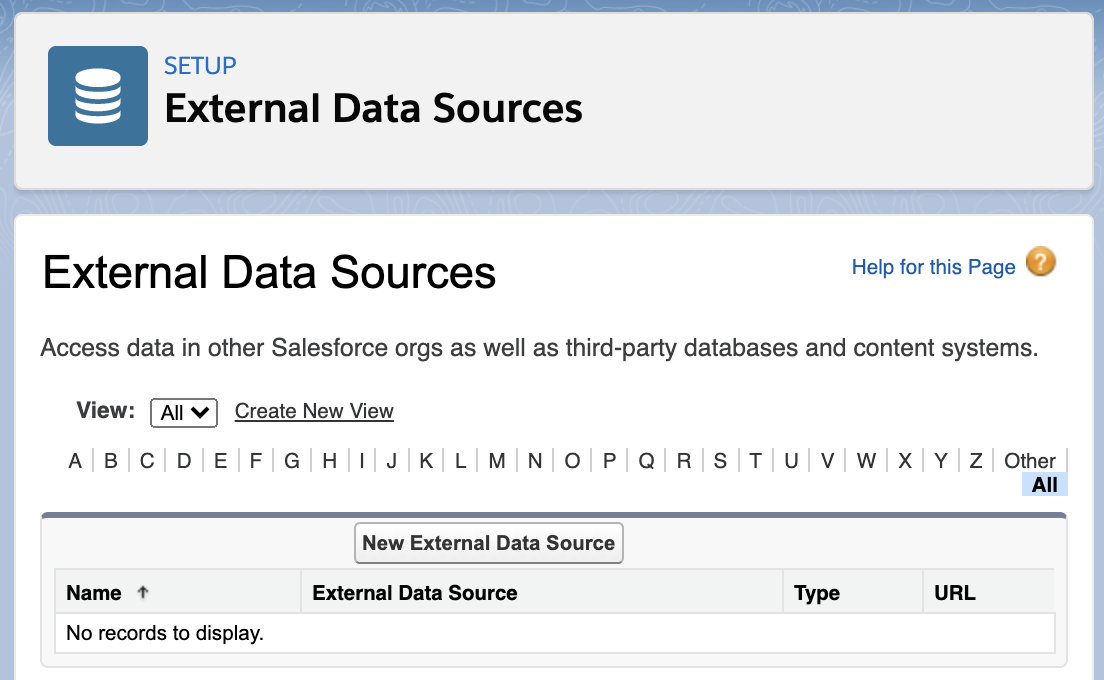 SETUP
External Data Sources
External Data Sources
Help for this Page ?
Access data in other Salesforce orgs as well as third-party databases and content systems.
View: All Create New View
A B C D E F G H I J K L M N O P Q R S T U V W X Y Z Other
All
New External Data Source
Name ↑ External Data Source Type URL
No records to display.